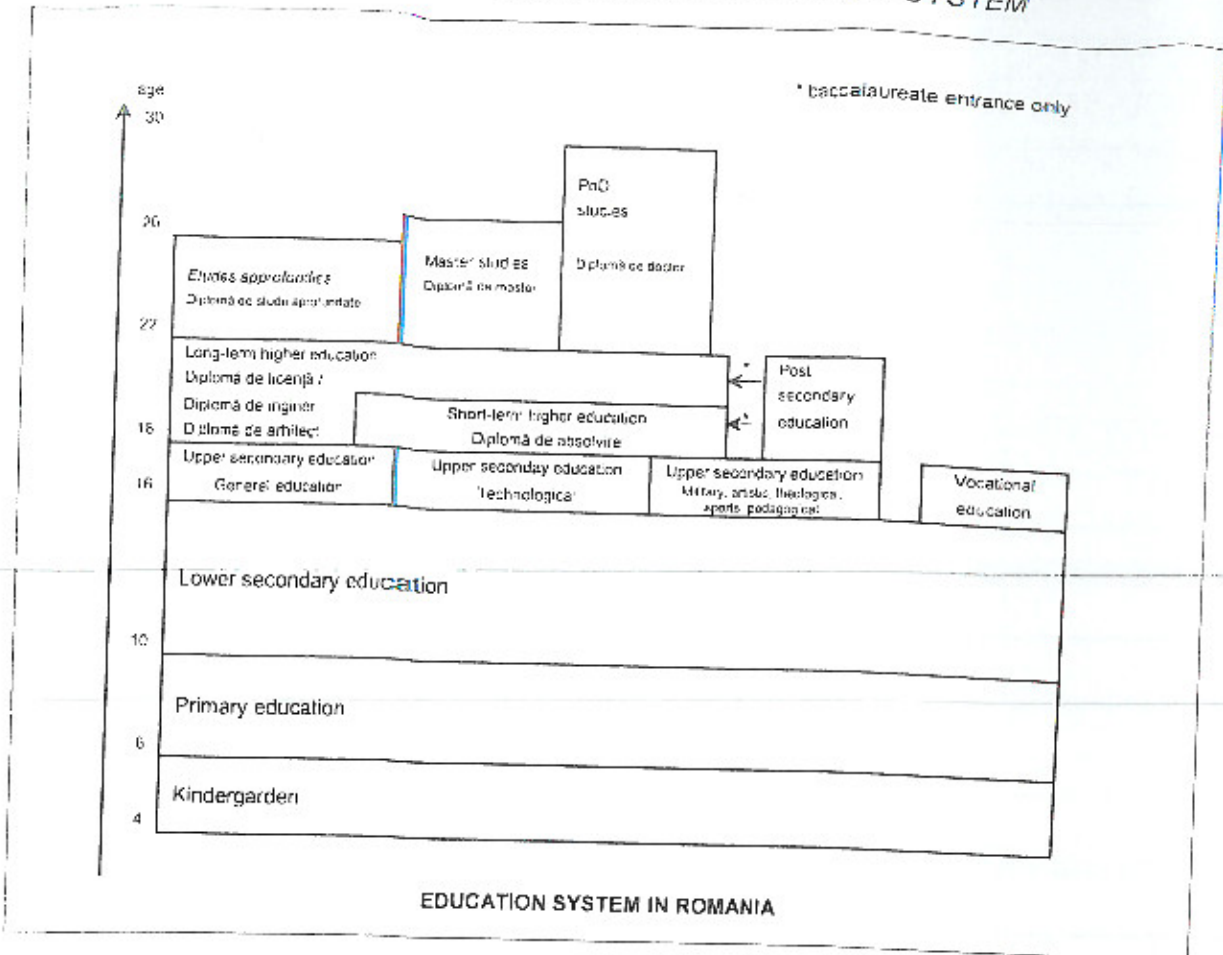 SYSTEM
* baccalaureate entrance only
age
30
26
22
18
16
10
6
4
PhD
studies
Diplomă de doctor
Master studies
Diplomă de master
Etudes approfondies
Diplomă de studii aprofundate
Long-term higher education
Diplomă de licenţă /
Diplomă de inginer
Diplomă de arhitect
Short-term higher education
Diplomă de absolvire
*
*
Post
secondary
education
Upper secondary education
General education
Upper seconday education
Technological
Upper secondary education
Military, artistic, theological,
sports, pedagogical
Vocational
education
Lower secondary education
Primary education
Kindergarden
EDUCATION SYSTEM IN ROMANIA